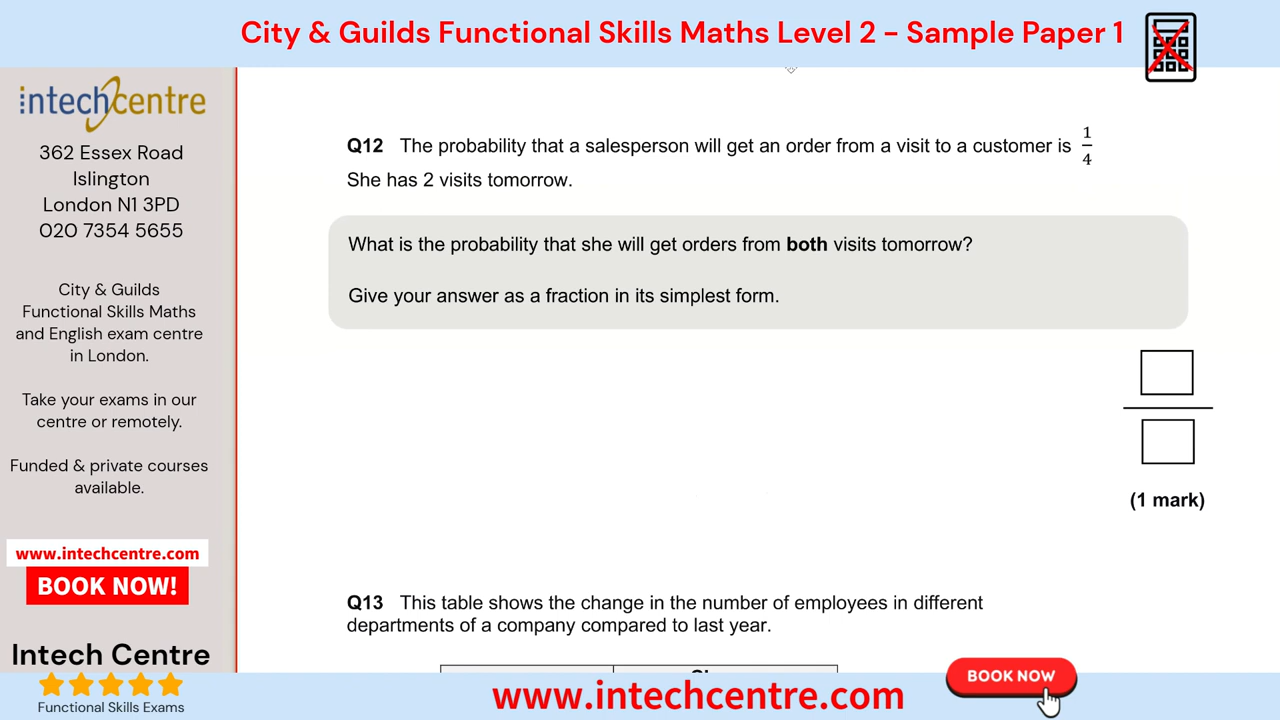 City & Guilds Functional Skills Maths Level 2 - Sample Paper 1
intechcentre
362 Essex Road
Islington
London N1 3PD
020 7354 5655
City & Guilds
Functional Skills Maths
and English exam centre
in London.
Take your exams in our
centre or remotely.
Funded & private courses
available.
www.intechcentre.com
BOOK NOW!
Intech Centre
Functional Skills Exams
Q12 The probability that a salesperson will get an order from a visit to a customer is 1/4
She has 2 visits tomorrow.
What is the probability that she will get orders from both visits tomorrow?
Give your answer as a fraction in its simplest form.
(1 mark)
Q13 This table shows the change in the number of employees in different
departments of a company compared to last year.
www.intechcentre.com
BOOK NOW